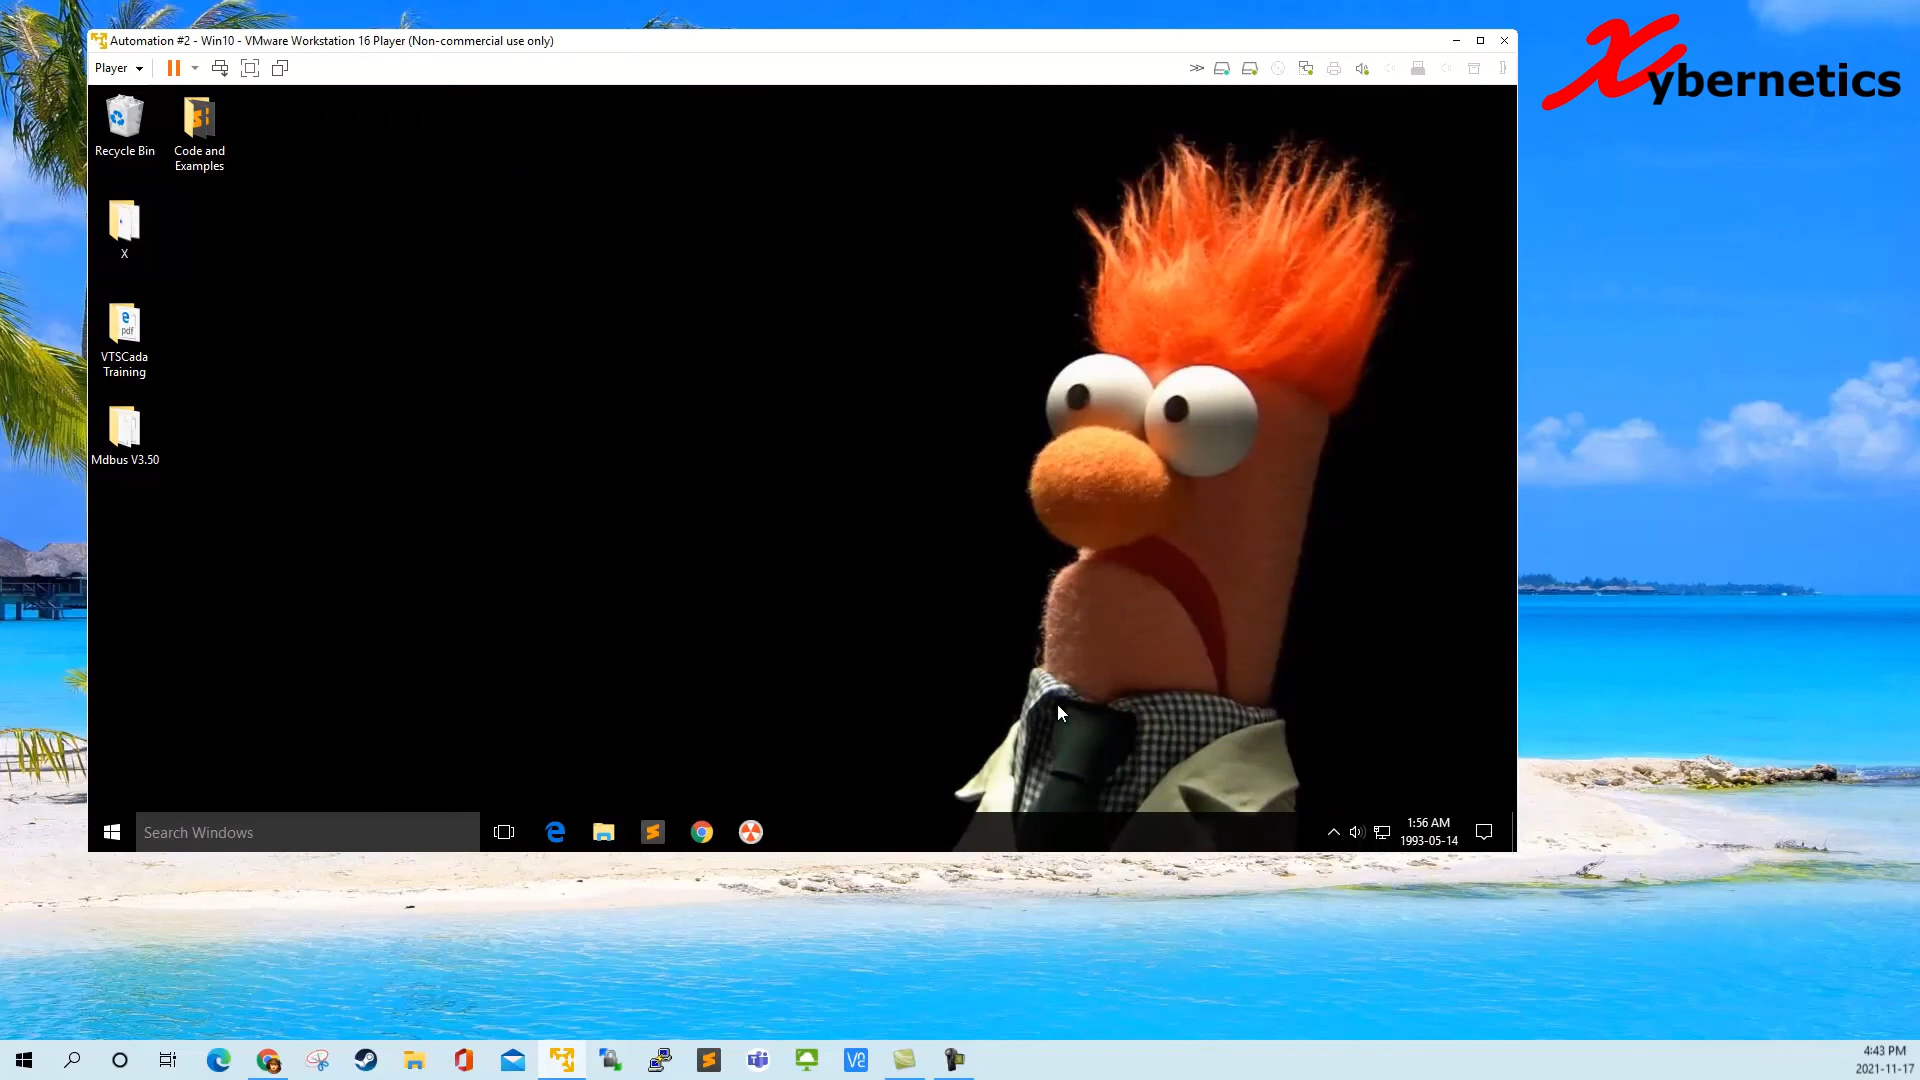 Automation #2 - Win10 - VMware Workstation 16 Player (Non-commercial use only)
Player
Xybernetics
Recycle Bin
Code and
Examples
X
pdf
VTSCada
Training
Mdbus V3.50
Search Windows
1:56 AM
1993-05-14
4:43 PM
2021-11-17